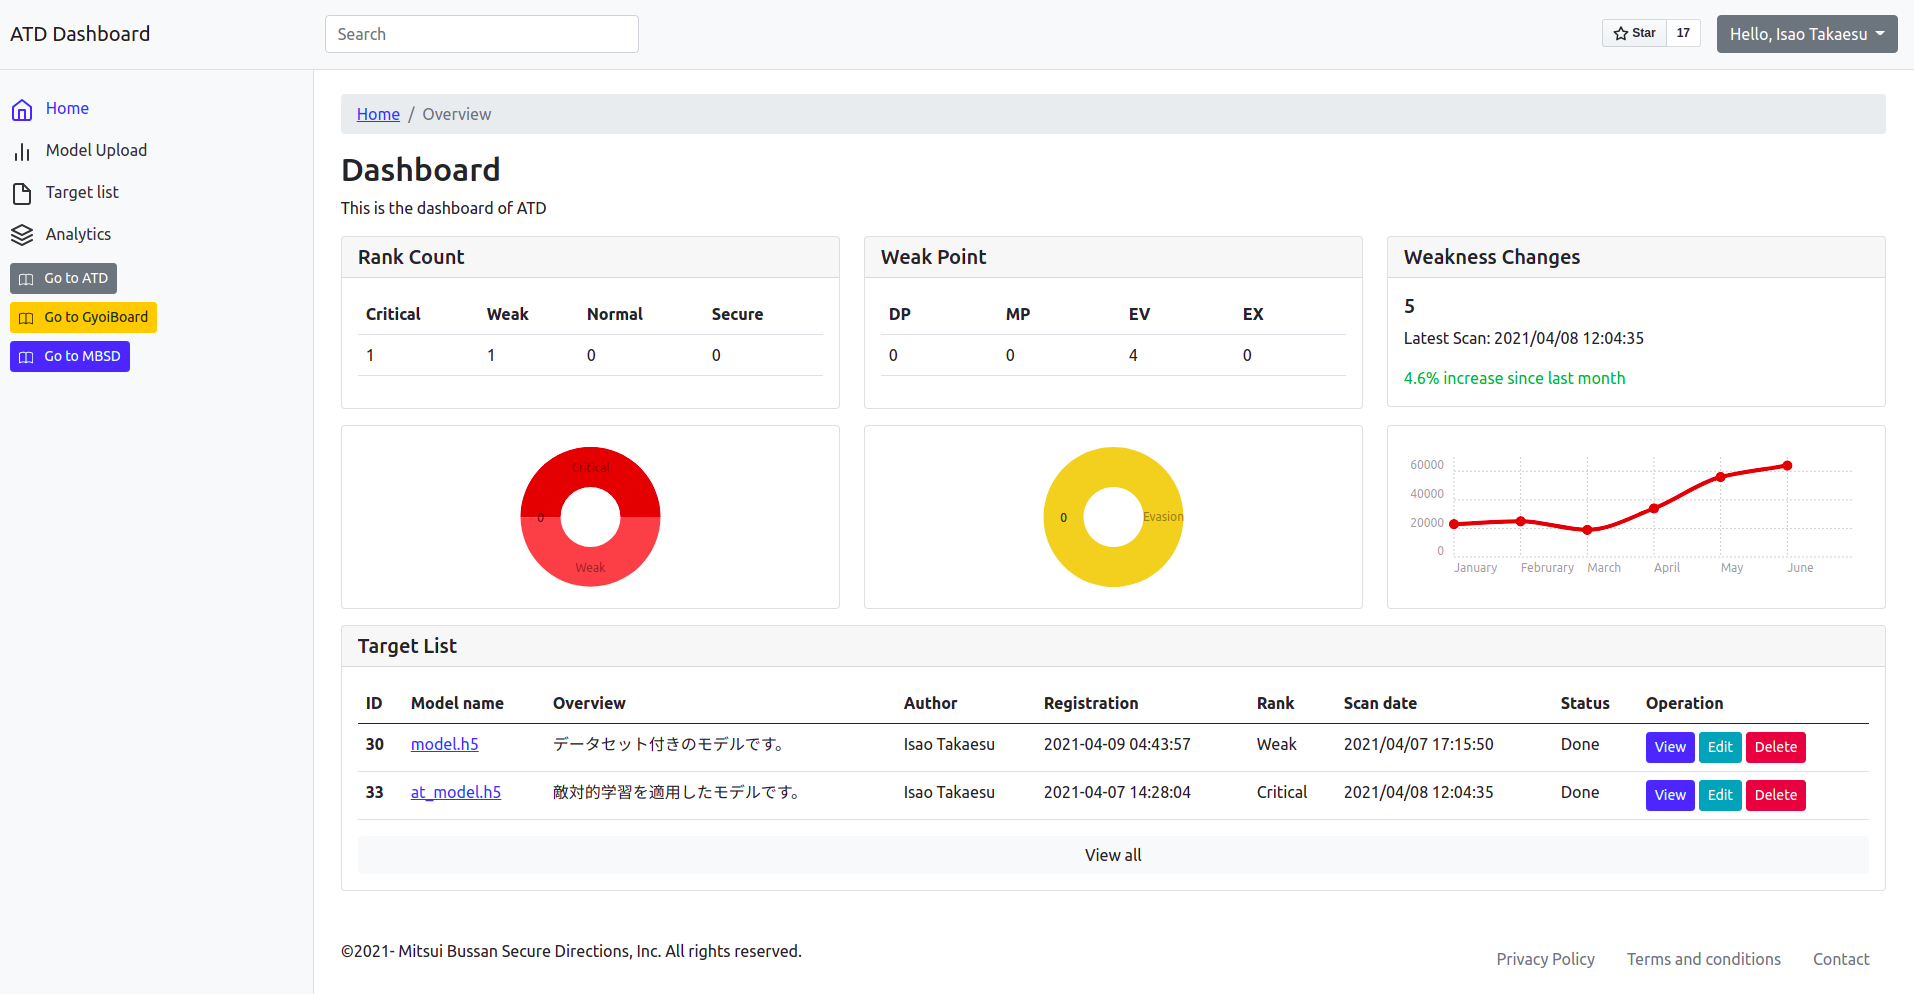 ATD Dashboard
Search
Star 17
Hello, Isao Takaesu
Home
Model Upload
Target list
Analytics
Go to ATD
Go to GyoiBoard
Go to MBSD
Home / Overview
Dashboard
This is the dashboard of ATD
Rank Count
Critical Weak Normal Secure
1 1 0 0
Weak Point
DP MP EV EX
0 0 4 0
Weakness Changes
5
Latest Scan: 2021/04/08 12:04:35
4.6% increase since last month
Critical
0
Weak
0 Evasion
60000
40000
20000
0
January Februrary March April May June
Target List
ID Model name Overview Author Registration Rank Scan date Status Operation
30 model.h5 データセット付きのモデルです。 Isao Takaesu 2021-04-09 04:43:57 Weak 2021/04/07 17:15:50 Done View Edit Delete
33 at_model.h5 敵対的学習を適用したモデルです。 Isao Takaesu 2021-04-07 14:28:04 Critical 2021/04/08 12:04:35 Done View Edit Delete
View all
©2021- Mitsui Bussan Secure Directions, Inc. All rights reserved.
Privacy Policy Terms and conditions Contact